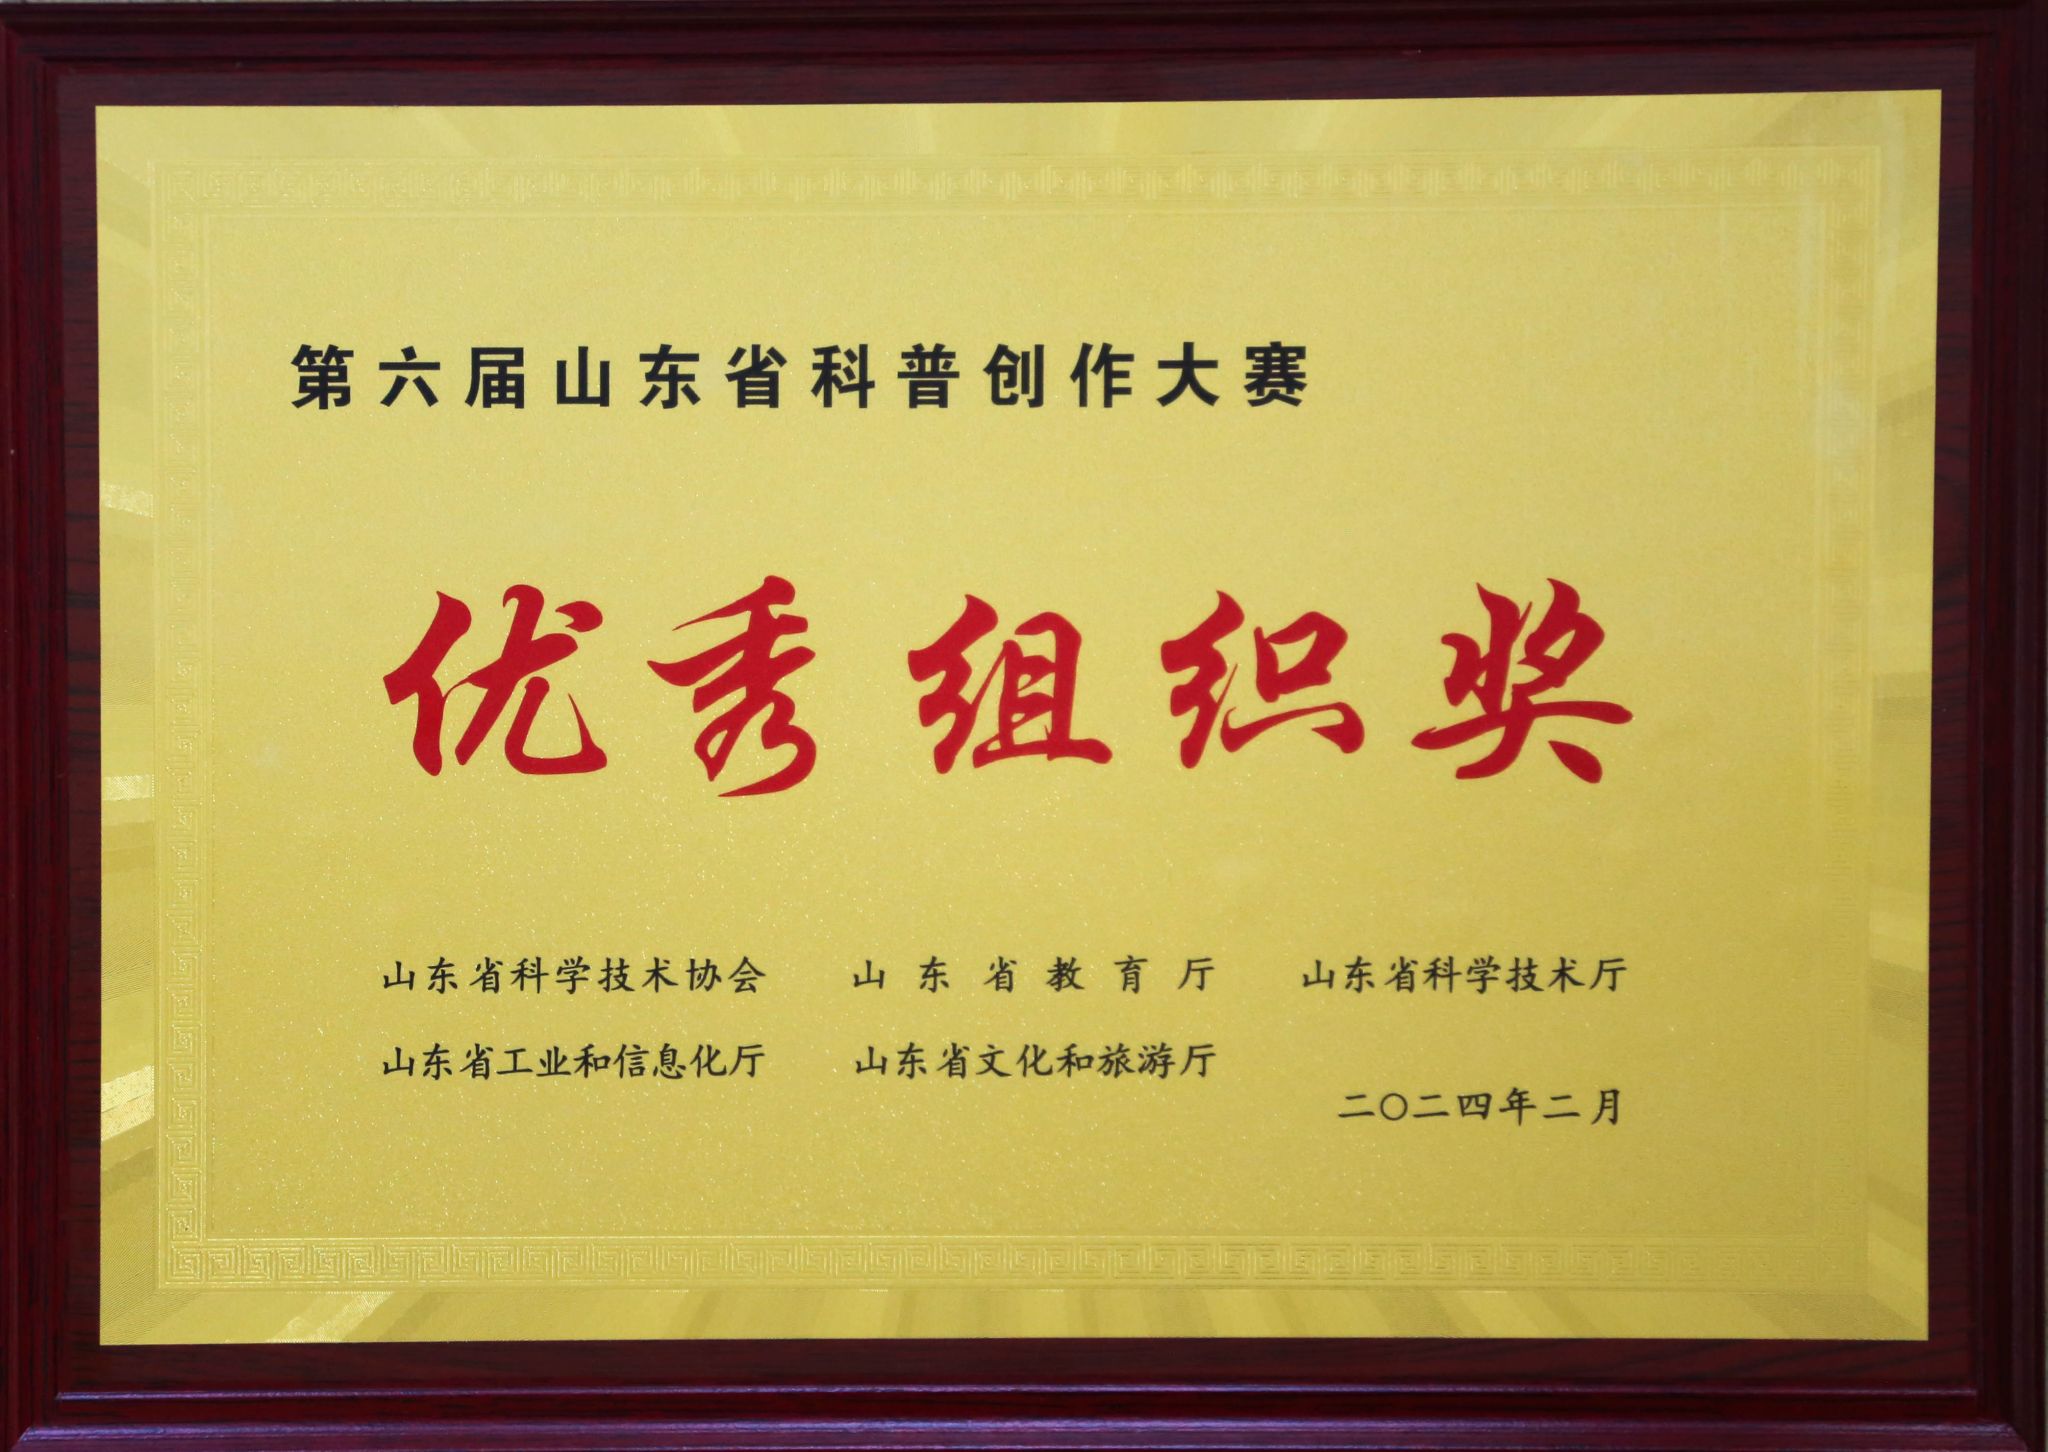 第六届山东省科普创作大赛
优秀组织奖
山东省科学技术协会 山东省教育厅 山东省科学技术厅
山东省工业和信息化厅 山东省文化和旅游厅
二〇二四年二月